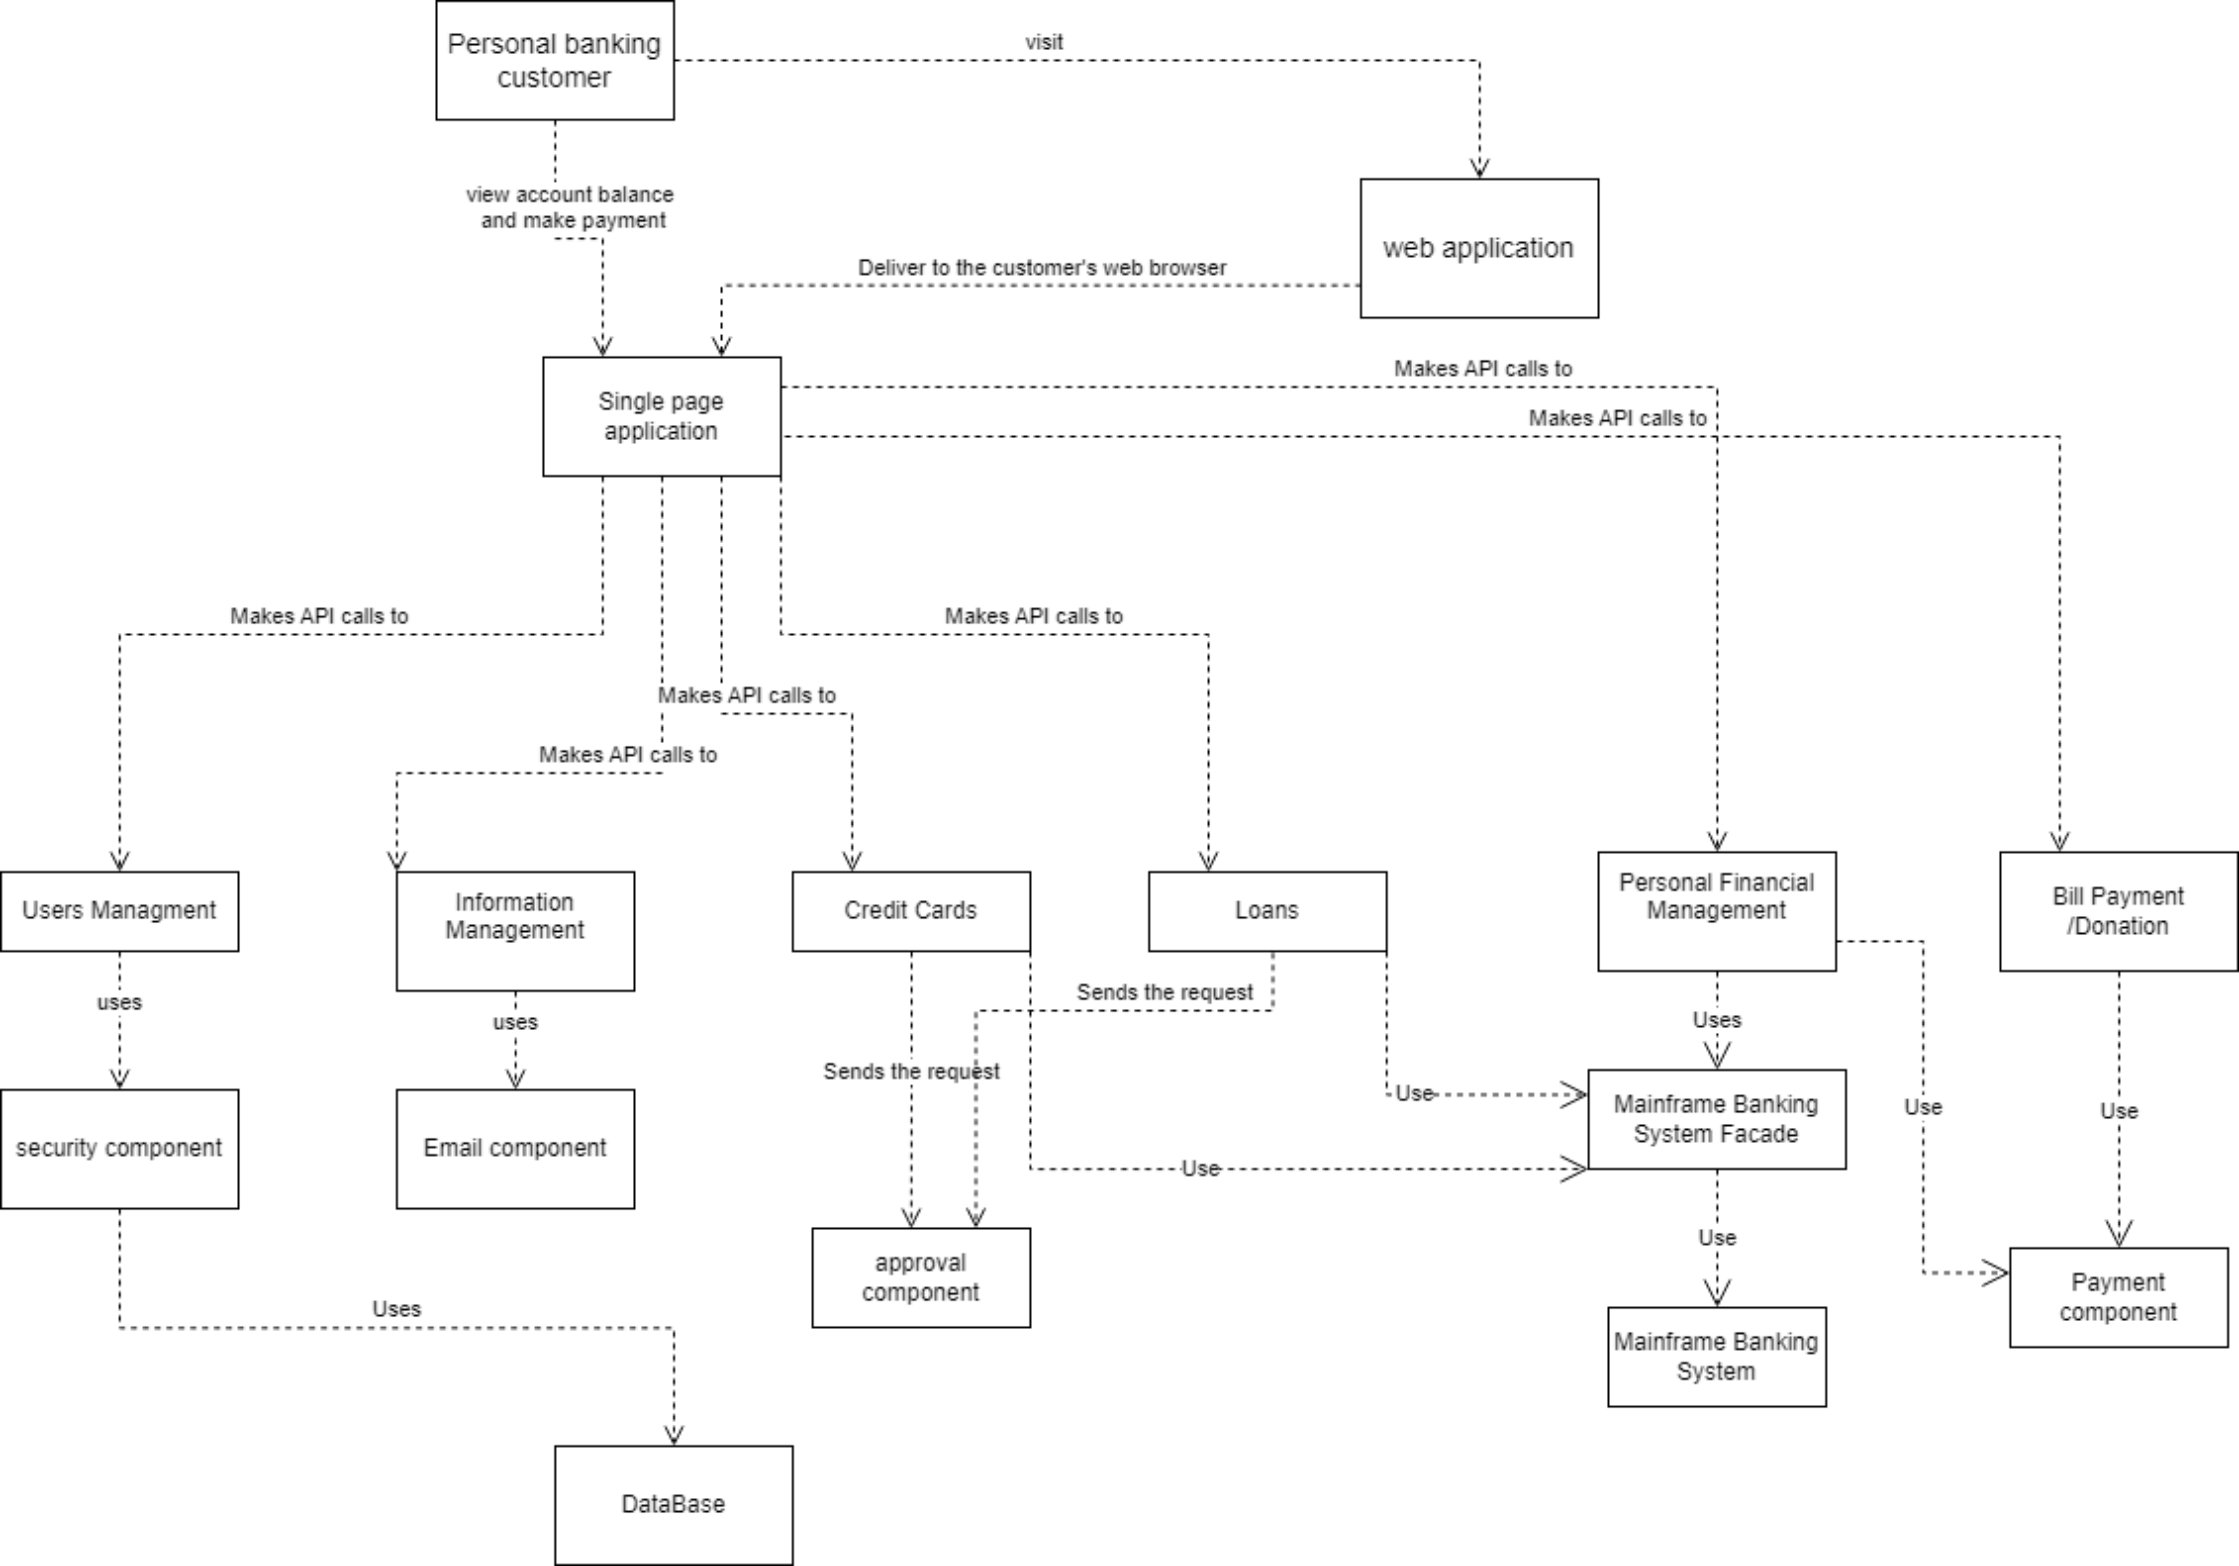 Personal banking
customer
visit
view account balance
and make payment
web application
Deliver to the customer's web browser
Single page
application
Makes API calls to
Makes API calls to
Makes API calls to
Makes API calls to
Makes API calls to
Makes API calls to
Users Managment
Information
Management
Credit Cards
Loans
Personal Financial
Management
Bill Payment
/Donation
uses
uses
Sends the request
Sends the request
Uses
Use
Use
Use
Use
security component
Email component
Mainframe Banking
System Facade
Use
approval
component
Payment
component
Uses
Mainframe Banking
System
DataBase